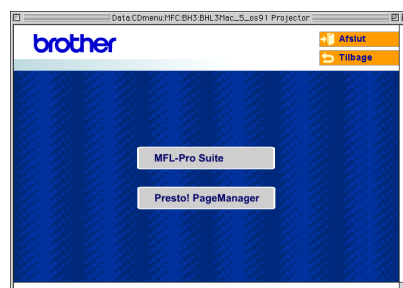 Data:CDmenu:MFC:BH3:BHL3Mac_5_os91 Projector
brother
Afslut
Tilbage
MFL-Pro Suite
Presto! PageManager